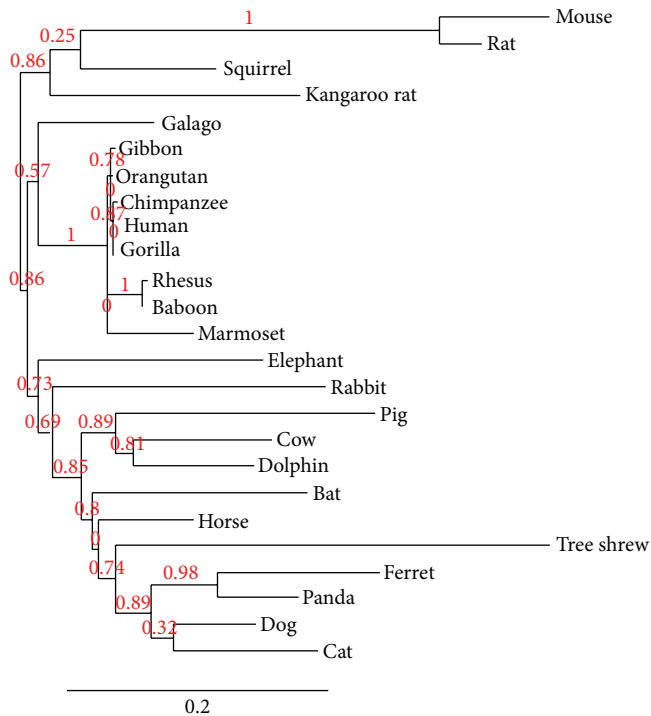 1
Mouse
0.25
Rat
0.86
Squirrel
Kangaroo rat
Galago
Gibbon
0.78
0.57
Orangutan
0
Chimpanzee
0.87
Human
0
1
Gorilla
0.86
1
Rhesus
0
Baboon
Marmoset
Elephant
0.73
Rabbit
0.69
0.89
Pig
0.81
Cow
0.85
Dolphin
Bat
0.8
Horse
0
Tree shrew
0.74
0.98
Ferret
0.89
Panda
0.32
Dog
Cat
0.2